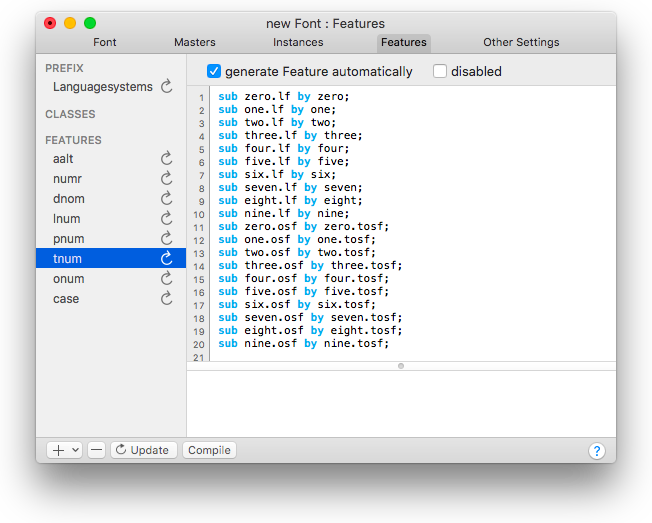 new Font : Features
Font Masters Instances Features Other Settings
PREFIX
Languagesystems
CLASSES
FEATURES
aalt
numr
dnom
lnum
pnum
tnum
onum
case
generate Feature automatically disabled
1 sub zero.lf by zero;
2 sub one.lf by one;
3 sub two.lf by two;
4 sub three.lf by three;
5 sub four.lf by four;
6 sub five.lf by five;
7 sub six.lf by six;
8 sub seven.lf by seven;
9 sub eight.lf by eight;
10 sub nine.lf by nine;
11 sub zero.osf by zero.tosf;
12 sub one.osf by one.tosf;
13 sub two.osf by two.tosf;
14 sub three.osf by three.tosf;
15 sub four.osf by four.tosf;
16 sub five.osf by five.tosf;
17 sub six.osf by six.tosf;
18 sub seven.osf by seven.tosf;
19 sub eight.osf by eight.tosf;
20 sub nine.osf by nine.tosf;
21
Update Compile ?